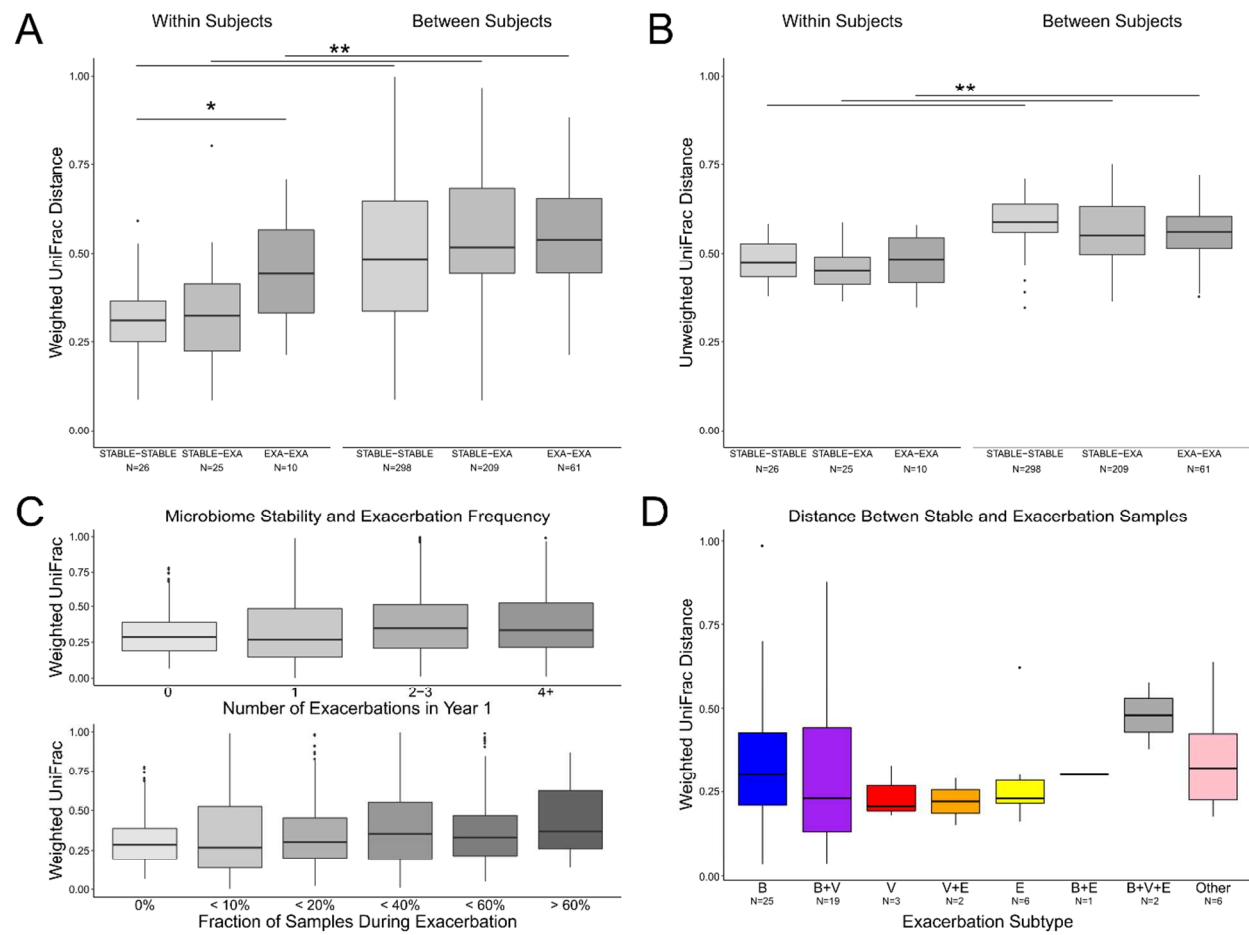 A
Within Subjects
Between Subjects
**
*
Weighted UniFrac Distance
1.00
0.75
0.50
0.25
0.00
STABLE−STABLE STABLE−EXA EXA−EXA STABLE−STABLE STABLE−EXA EXA−EXA
N=26 N=25 N=10 N=298 N=209 N=61
B
Within Subjects
Between Subjects
**
Unweighted UniFrac Distance
1.00
0.75
0.50
0.25
0.00
STABLE−STABLE STABLE−EXA EXA−EXA STABLE−STABLE STABLE−EXA EXA−EXA
N=26 N=25 N=10 N=298 N=209 N=61
C
Microbiome Stability and Exacerbation Frequency
Weighted UniFrac
1.00
0.75
0.50
0.25
0.00
0 1 2−3 4+
Number of Exacerbations in Year 1
Weighted UniFrac
1.00
0.75
0.50
0.25
0.00
0% < 10% < 20% < 40% < 60% > 60%
Fraction of Samples During Exacerbation
D
Distance Betwen Stable and Exacerbation Samples
Weighted UniFrac Distance
1.00
0.75
0.50
0.25
0.00
B B+V V V+E E B+E B+V+E Other
N=25 N=19 N=3 N=2 N=6 N=1 N=2 N=6
Exacerbation Subtype